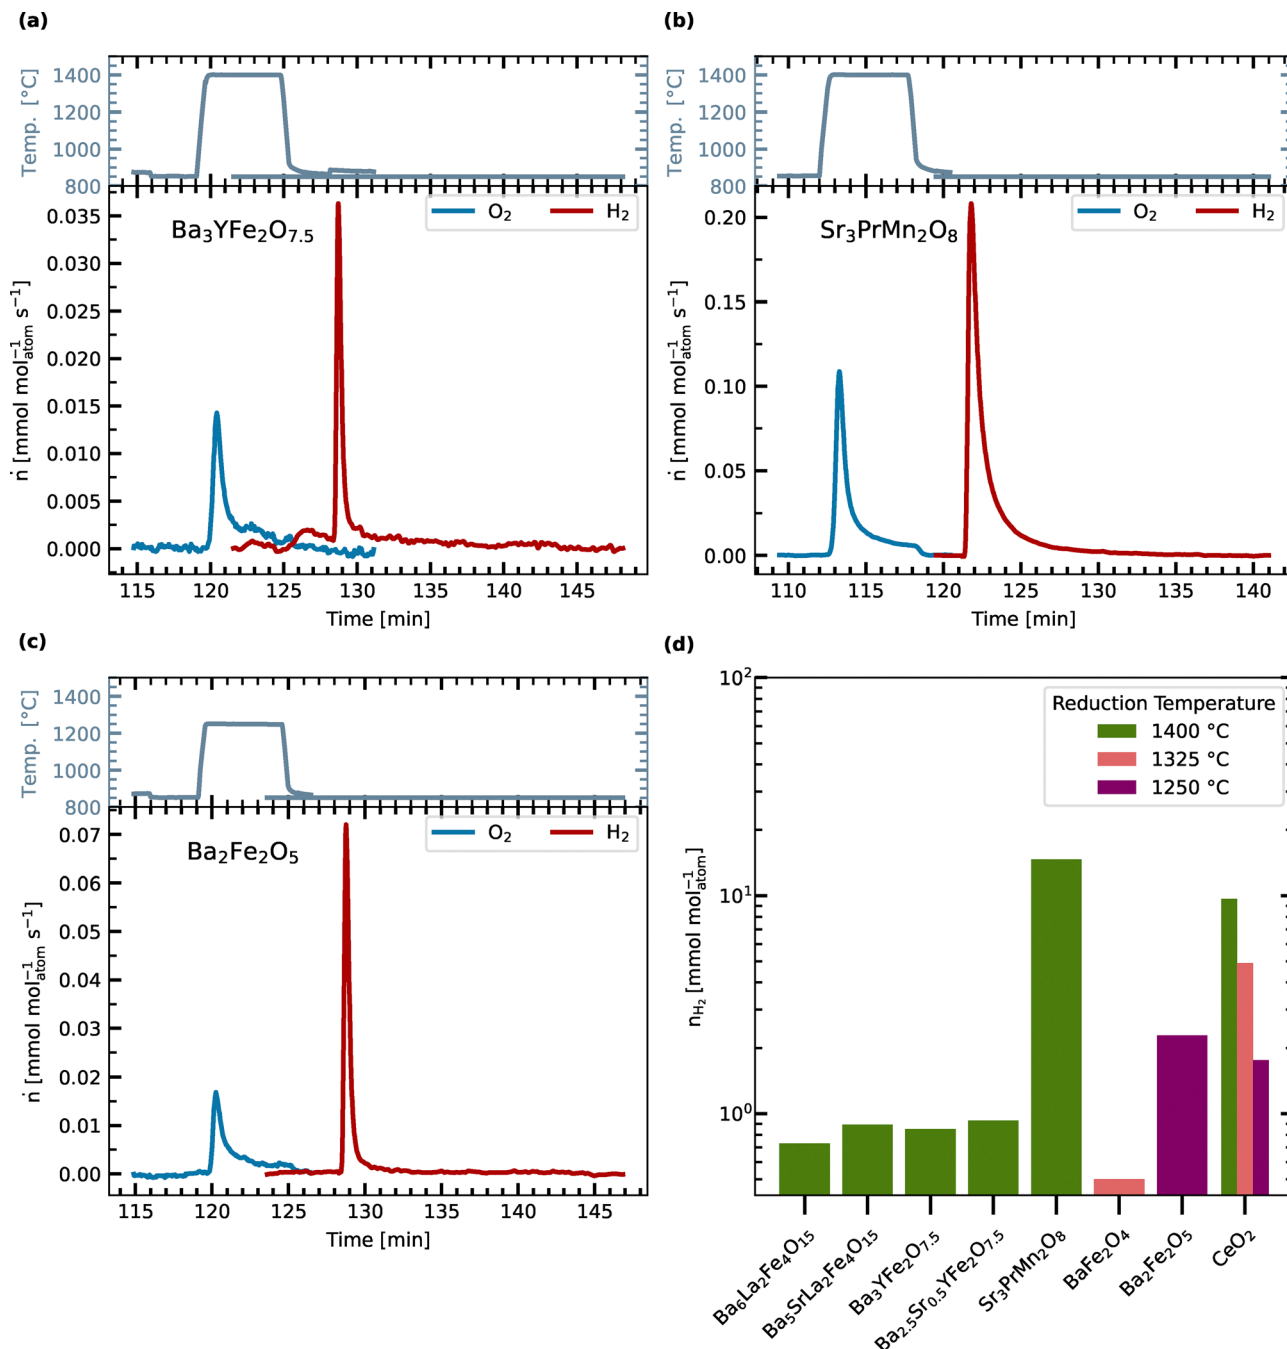 (a)
1400
1200
1000
800
Temp. [°C]
Ba₃YFe₂O₇.₅
O₂ H₂
0.035
0.030
0.025
0.020
0.015
0.010
0.005
0.000
ṅ [mmol mol⁻¹atom s⁻¹]
115 120 125 130 135 140 145
Time [min]
(b)
1400
1200
1000
800
Temp. [°C]
Sr₃PrMn₂O₈
O₂ H₂
0.20
0.15
0.10
0.05
0.00
ṅ [mmol mol⁻¹atom s⁻¹]
110 115 120 125 130 135 140
Time [min]
(c)
1400
1200
1000
800
Temp. [°C]
Ba₂Fe₂O₅
O₂ H₂
0.07
0.06
0.05
0.04
0.03
0.02
0.01
0.00
ṅ [mmol mol⁻¹atom s⁻¹]
115 120 125 130 135 140 145
Time [min]
(d)
10²
10¹
10⁰
n_H₂ [mmol mol⁻¹atom]
Reduction Temperature
1400 °C
1325 °C
1250 °C
Ba₆La₂Fe₄O₁₅
Ba₅SrLa₂Fe₄O₁₅
Ba₃YFe₂O₇.₅
Ba₂.₅Sr₀.₅YFe₂O₇.₅
Sr₃PrMn₂O₈
BaFe₂O₄
Ba₂Fe₂O₅
CeO₂